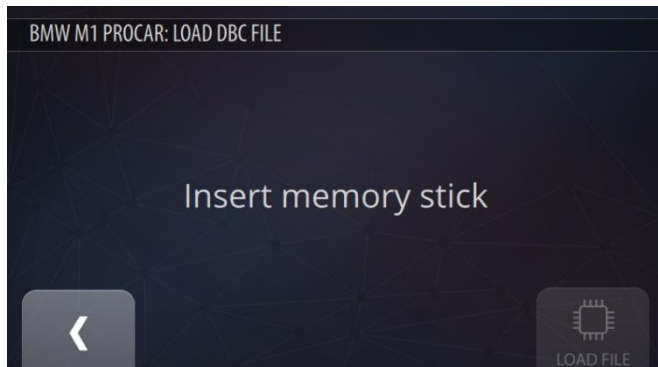 BMW M1 PROCAR: LOAD DBC FILE
Insert memory stick
LOAD FILE